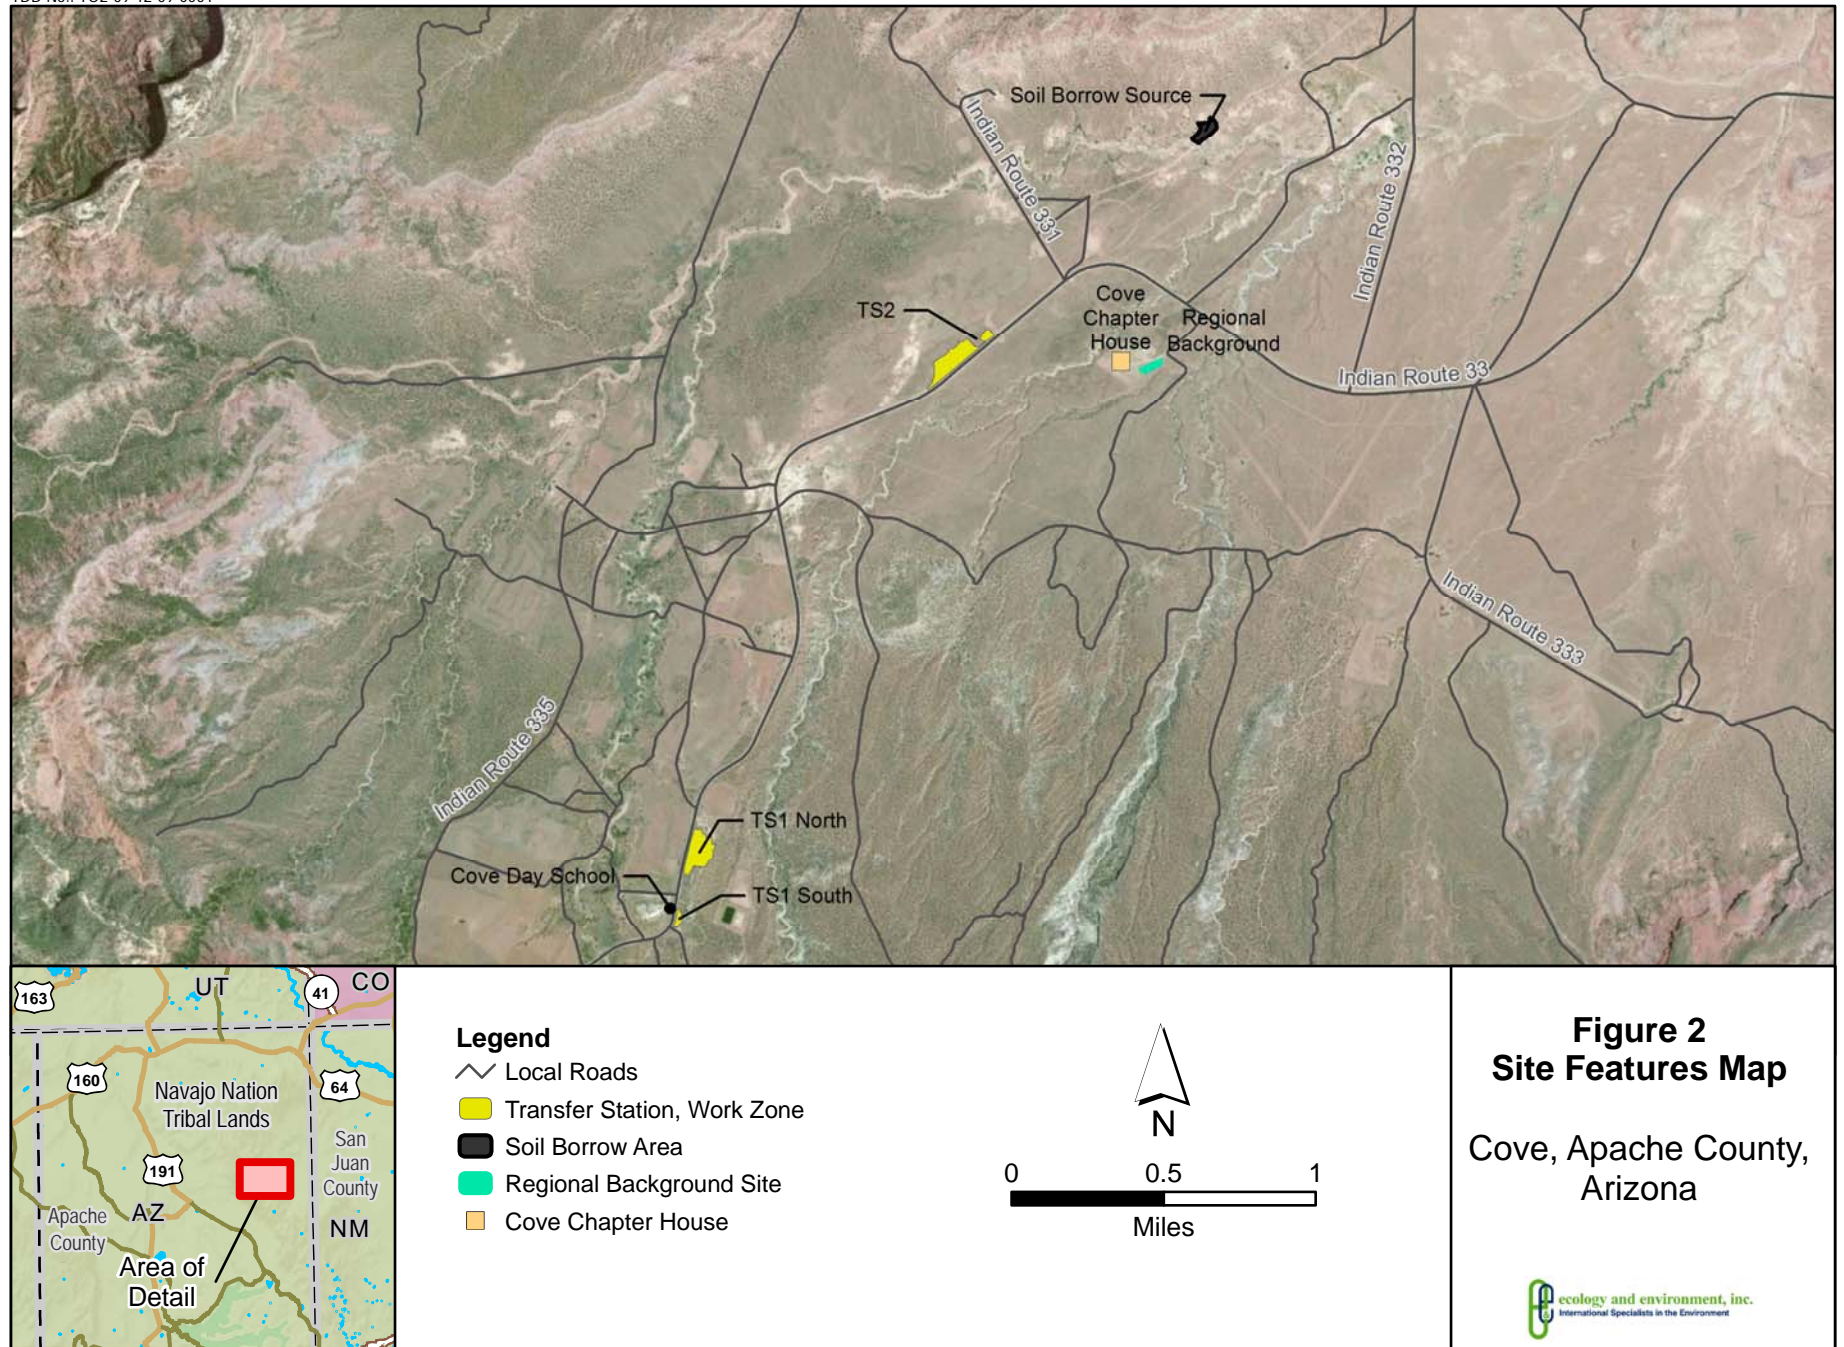 Soil Borrow Source
Indian Route 331
Indian Route 332
TS2
Cove
Chapter
House
Regional
Background
Indian Route 33
Indian Route 333
Indian Route 335
TS1 North
Cove Day School
TS1 South
163
UT
41
CO
160
64
Navajo Nation
Tribal Lands
San
Juan
County
191
Apache
County
AZ
NM
Area of
Detail
Legend
Local Roads
Transfer Station, Work Zone
Soil Borrow Area
Regional Background Site
Cove Chapter House
N
0 0.5 1
Miles
Figure 2
Site Features Map
Cove, Apache County,
Arizona
ecology and environment, inc.
International Specialists in the Environment